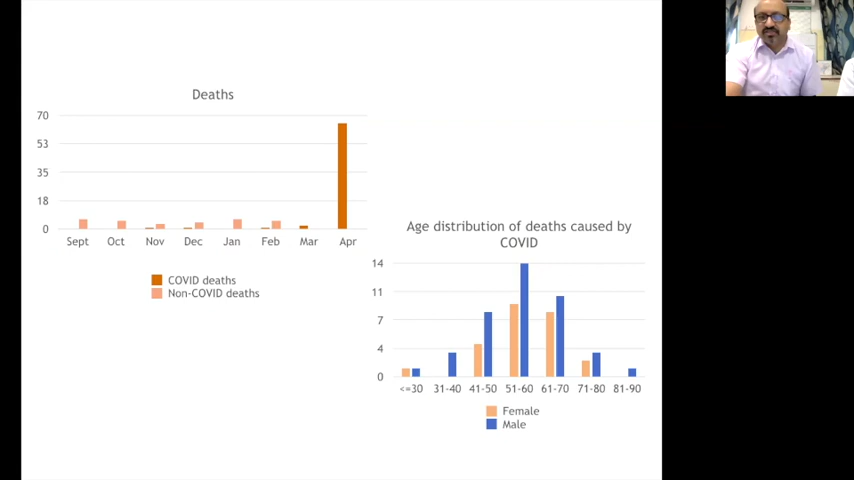 Deaths
70
53
35
18
0
Sept Oct Nov Dec Jan Feb Mar Apr
COVID deaths
Non-COVID deaths
Age distribution of deaths caused by
COVID
14
11
7
4
0
<=30 31-40 41-50 51-60 61-70 71-80 81-90
Female
Male